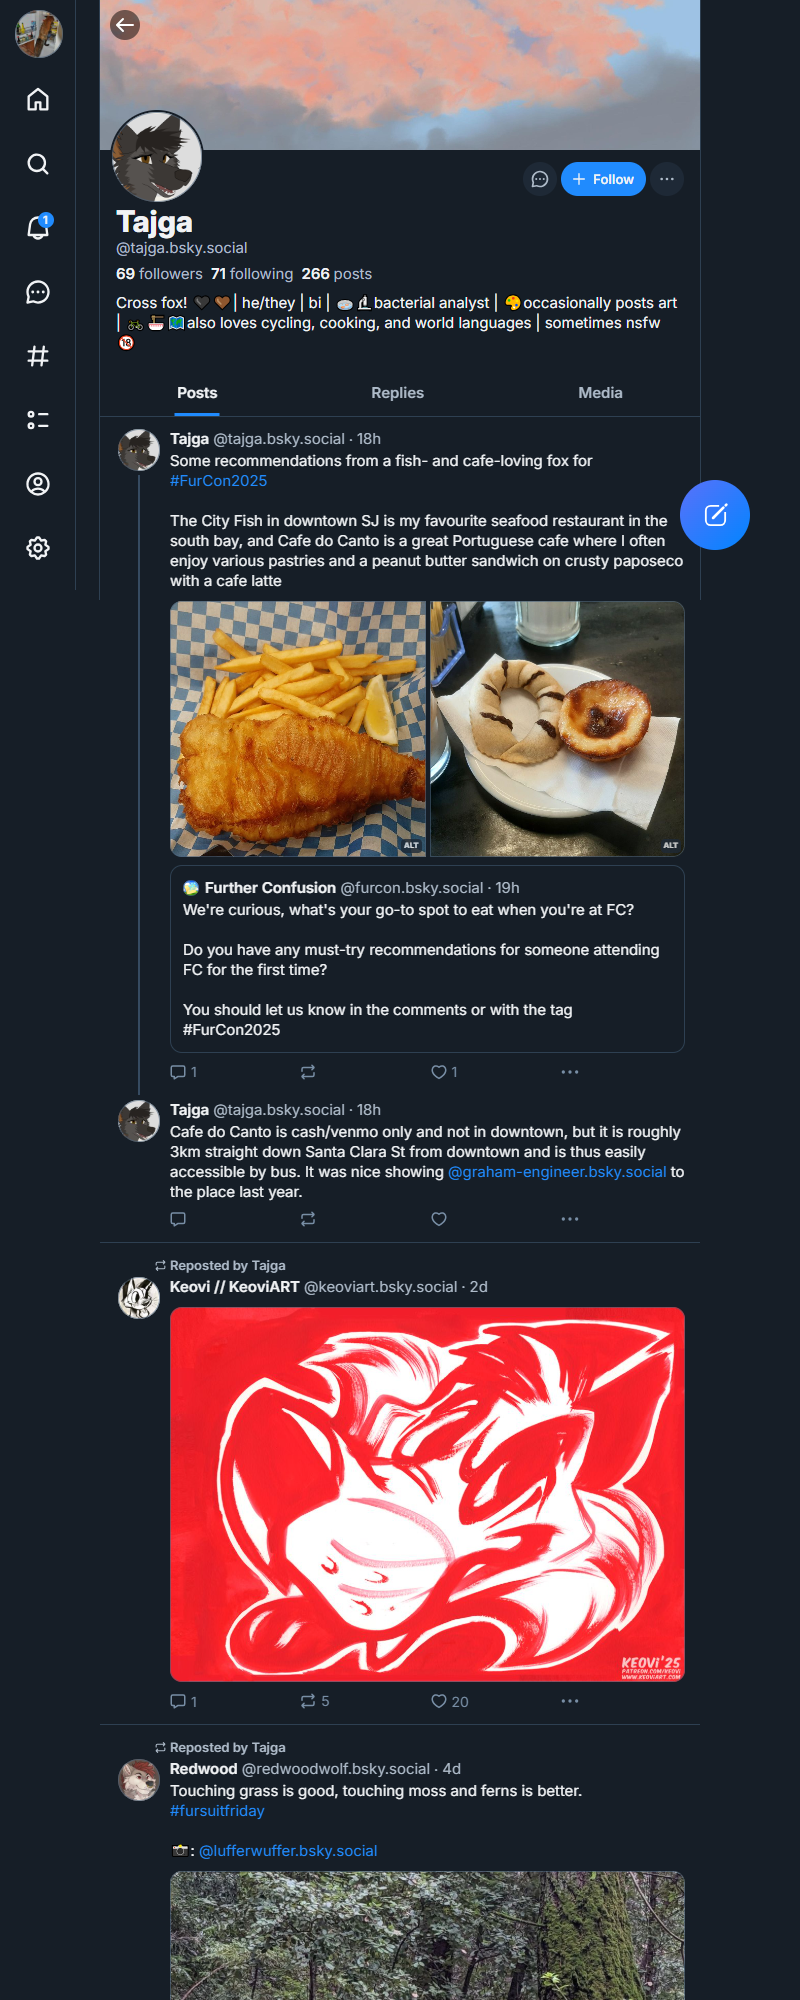 1
Follow
Tajga
@tajga.bsky.social
69 followers 71 following 266 posts
Cross fox! 🖤🤎| he/they | bi | 🧫🔬bacterial analyst | 🎨occasionally posts art
| 🚲🍜🗺️also loves cycling, cooking, and world languages | sometimes nsfw
🔞
Posts Replies Media
Tajga @tajga.bsky.social · 18h
Some recommendations from a fish- and cafe-loving fox for
#FurCon2025
The City Fish in downtown SJ is my favourite seafood restaurant in the
south bay, and Cafe do Canto is a great Portuguese cafe where I often
enjoy various pastries and a peanut butter sandwich on crusty paposeco
with a cafe latte
ALT ALT
Further Confusion @furcon.bsky.social · 19h
We're curious, what's your go-to spot to eat when you're at FC?
Do you have any must-try recommendations for someone attending
FC for the first time?
You should let us know in the comments or with the tag
#FurCon2025
1 1
Tajga @tajga.bsky.social · 18h
Cafe do Canto is cash/venmo only and not in downtown, but it is roughly
3km straight down Santa Clara St from downtown and is thus easily
accessible by bus. It was nice showing @graham-engineer.bsky.social to
the place last year.
Reposted by Tajga
Keovi // KeoviART @keoviart.bsky.social · 2d
KEOVI'25
PATREON.COM/KEOVI
WWW.KEOVIART.COM
1 5 20
Reposted by Tajga
Redwood @redwoodwolf.bsky.social · 4d
Touching grass is good, touching moss and ferns is better.
#fursuitfriday
📸: @lufferwuffer.bsky.social